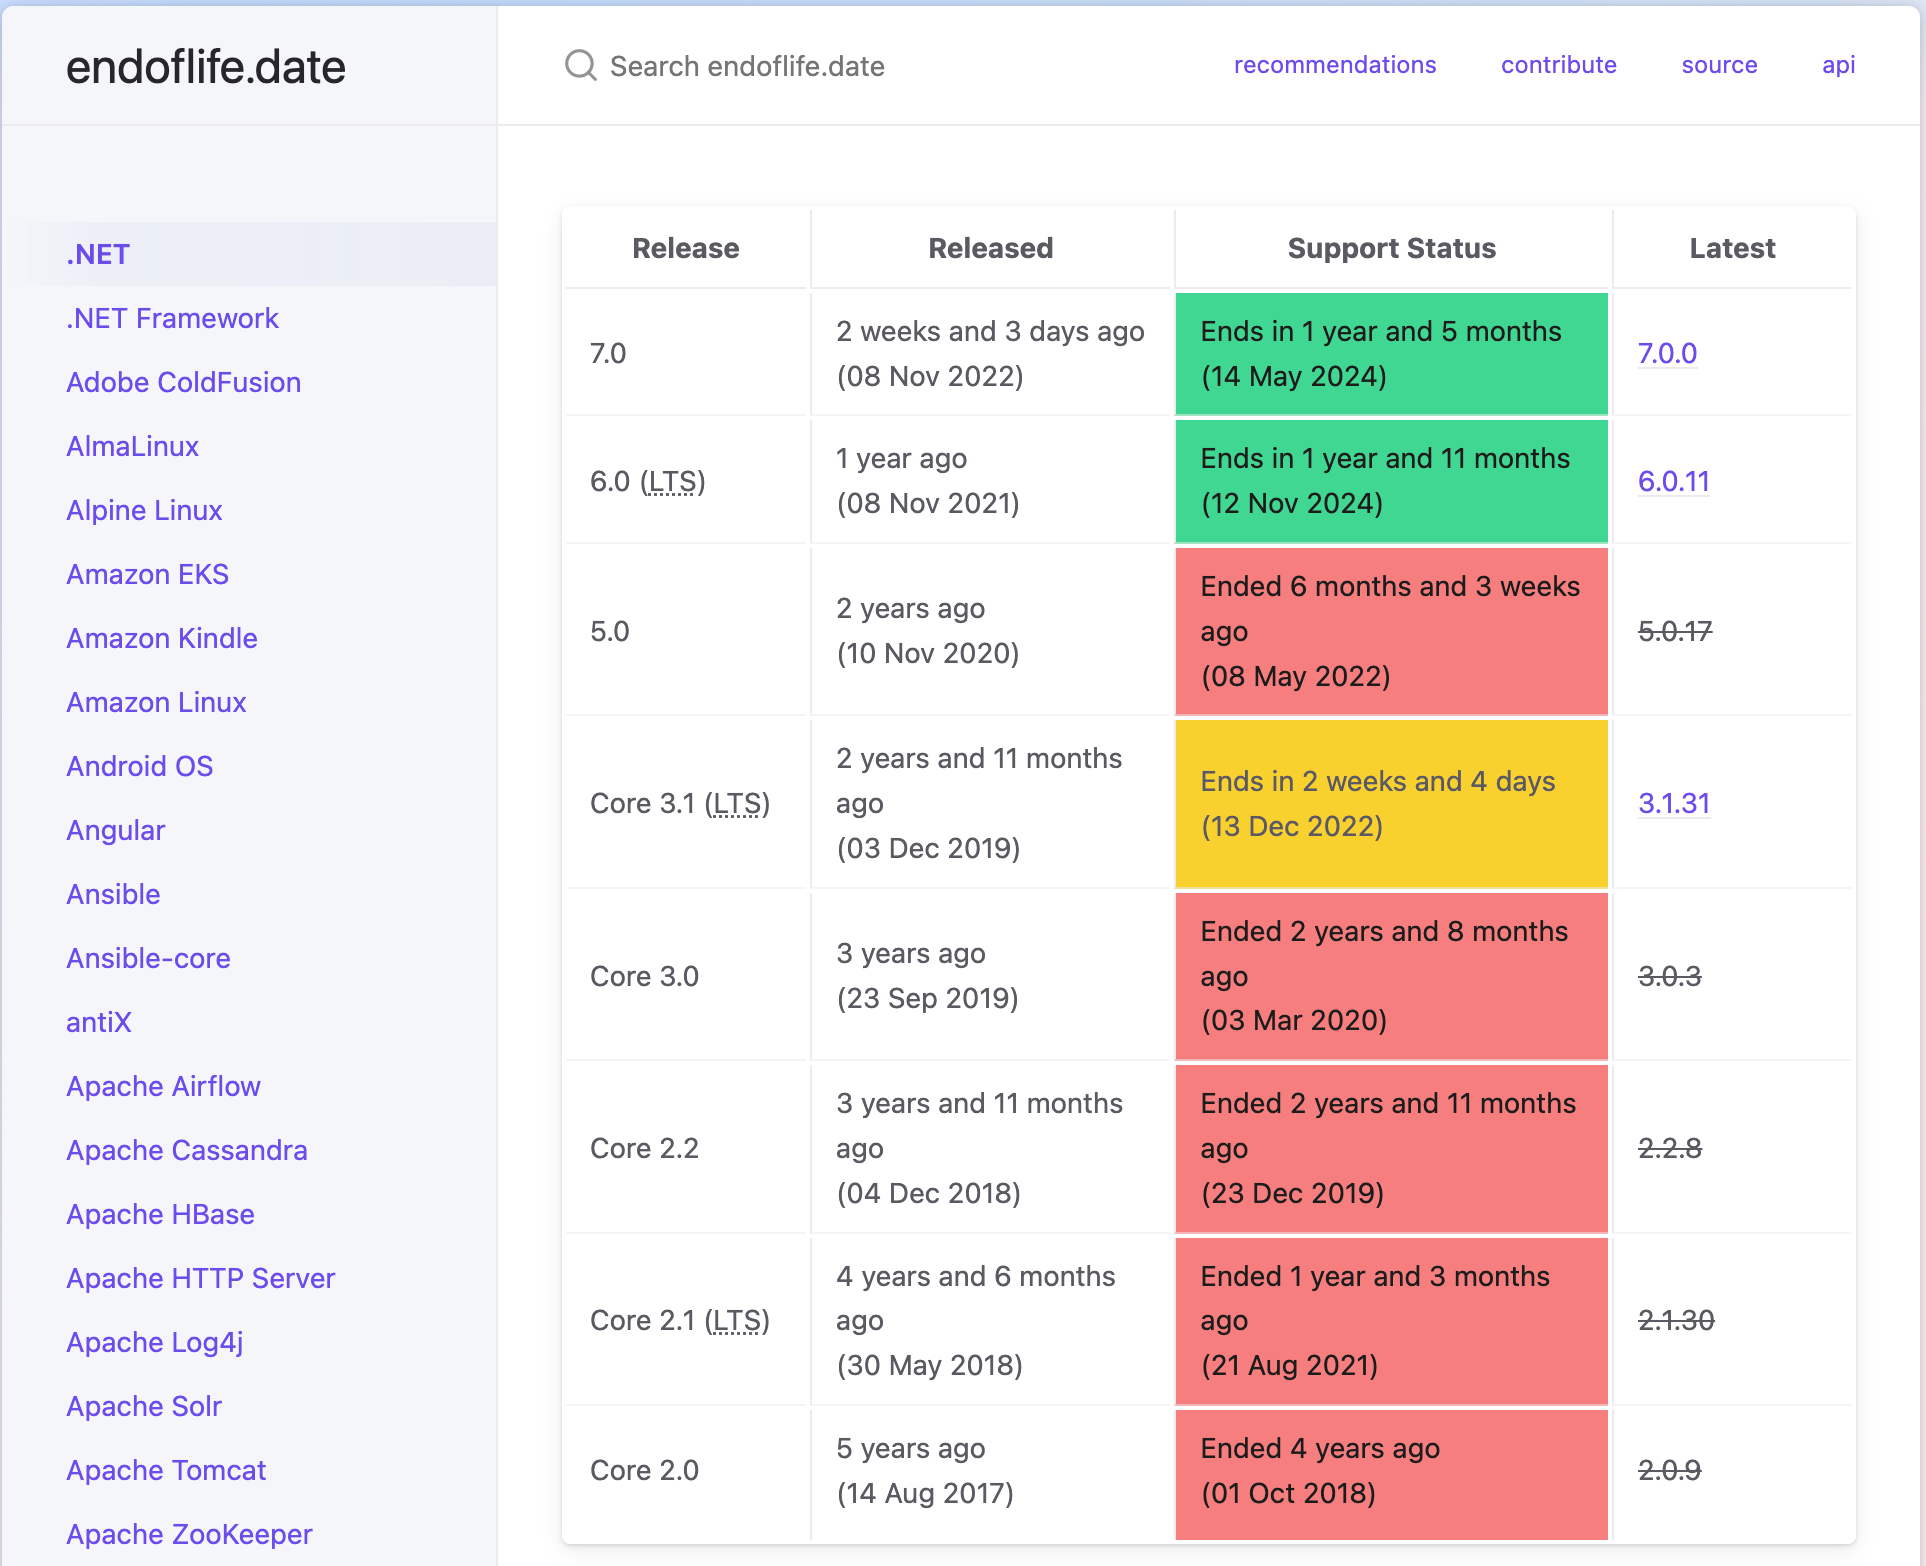 endoflife.date
Search endoflife.date
recommendations
contribute
source
api
.NET
.NET Framework
Adobe ColdFusion
AlmaLinux
Alpine Linux
Amazon EKS
Amazon Kindle
Amazon Linux
Android OS
Angular
Ansible
Ansible-core
antiX
Apache Airflow
Apache Cassandra
Apache HBase
Apache HTTP Server
Apache Log4j
Apache Solr
Apache Tomcat
Apache ZooKeeper
Release
Released
Support Status
Latest
7.0
2 weeks and 3 days ago
(08 Nov 2022)
Ends in 1 year and 5 months
(14 May 2024)
7.0.0
6.0 (LTS)
1 year ago
(08 Nov 2021)
Ends in 1 year and 11 months
(12 Nov 2024)
6.0.11
5.0
2 years ago
(10 Nov 2020)
Ended 6 months and 3 weeks
ago
(08 May 2022)
5.0.17
Core 3.1 (LTS)
2 years and 11 months
ago
(03 Dec 2019)
Ends in 2 weeks and 4 days
(13 Dec 2022)
3.1.31
Core 3.0
3 years ago
(23 Sep 2019)
Ended 2 years and 8 months
ago
(03 Mar 2020)
3.0.3
Core 2.2
3 years and 11 months
ago
(04 Dec 2018)
Ended 2 years and 11 months
ago
(23 Dec 2019)
2.2.8
Core 2.1 (LTS)
4 years and 6 months
ago
(30 May 2018)
Ended 1 year and 3 months
ago
(21 Aug 2021)
2.1.30
Core 2.0
5 years ago
(14 Aug 2017)
Ended 4 years ago
(01 Oct 2018)
2.0.9